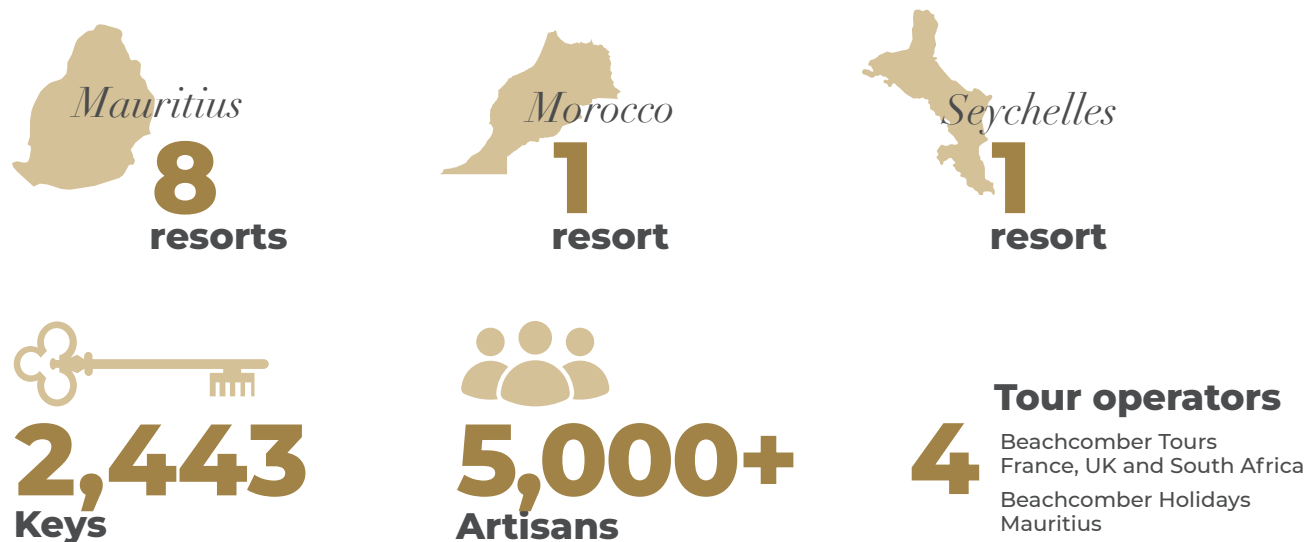 Mauritius
8
resorts
Morocco
1
resort
Seychelles
1
resort
2,443
Keys
5,000+
Artisans
4
Tour operators
Beachcomber Tours
France, UK and South Africa
Beachcomber Holidays
Mauritius